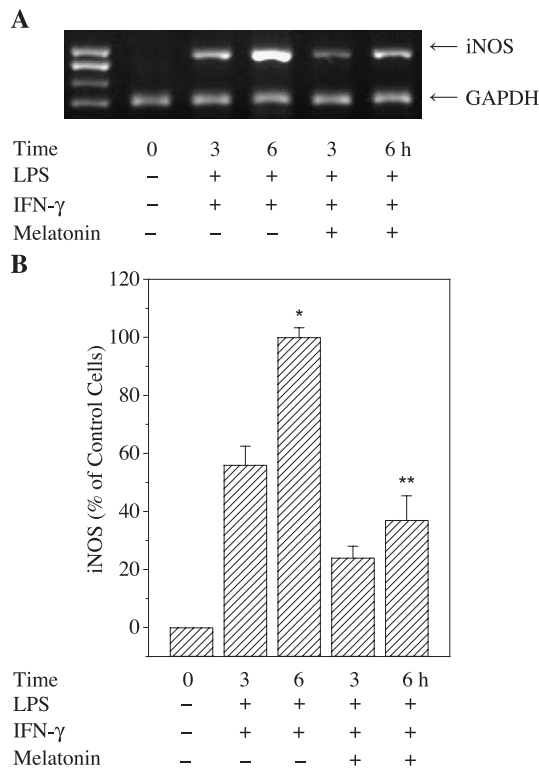 A
← iNOS
← GAPDH
Time 0 3 6 3 6 h
LPS – + + + +
IFN-γ – + + + +
Melatonin – – – + +
B
120
100
80
60
40
20
0
iNOS (% of Control Cells)
*
**
Time 0 3 6 3 6 h
LPS – + + + +
IFN-γ – + + + +
Melatonin – – – + +